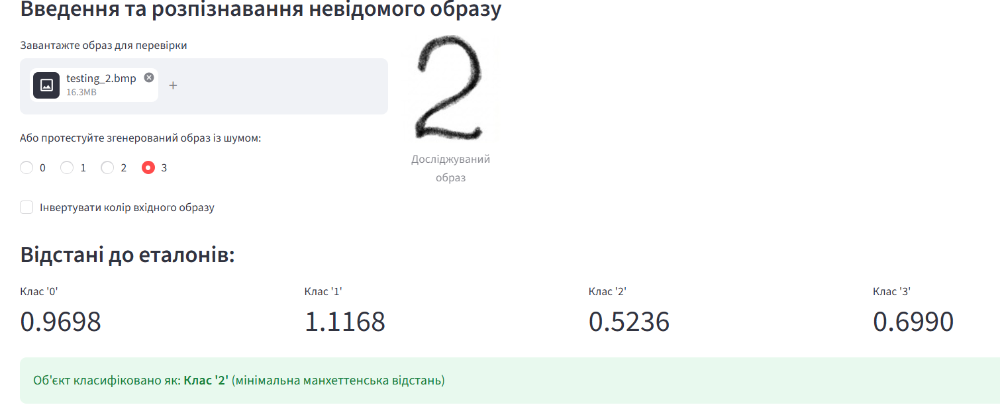 Введення та розпізнавання невідомого образу
Завантажте образ для перевірки
testing_2.bmp
16.3MB
+
Або протестуйте згенерований образ із шумом:
0 1 2 3
Інвертувати колір вхідного образу
2
Досліджуваний
образ
Відстані до еталонів:
Клас '0' Клас '1' Клас '2' Клас '3'
0.9698 1.1168 0.5236 0.6990
Об'єкт класифіковано як: Клас '2' (мінімальна манхеттенська відстань)